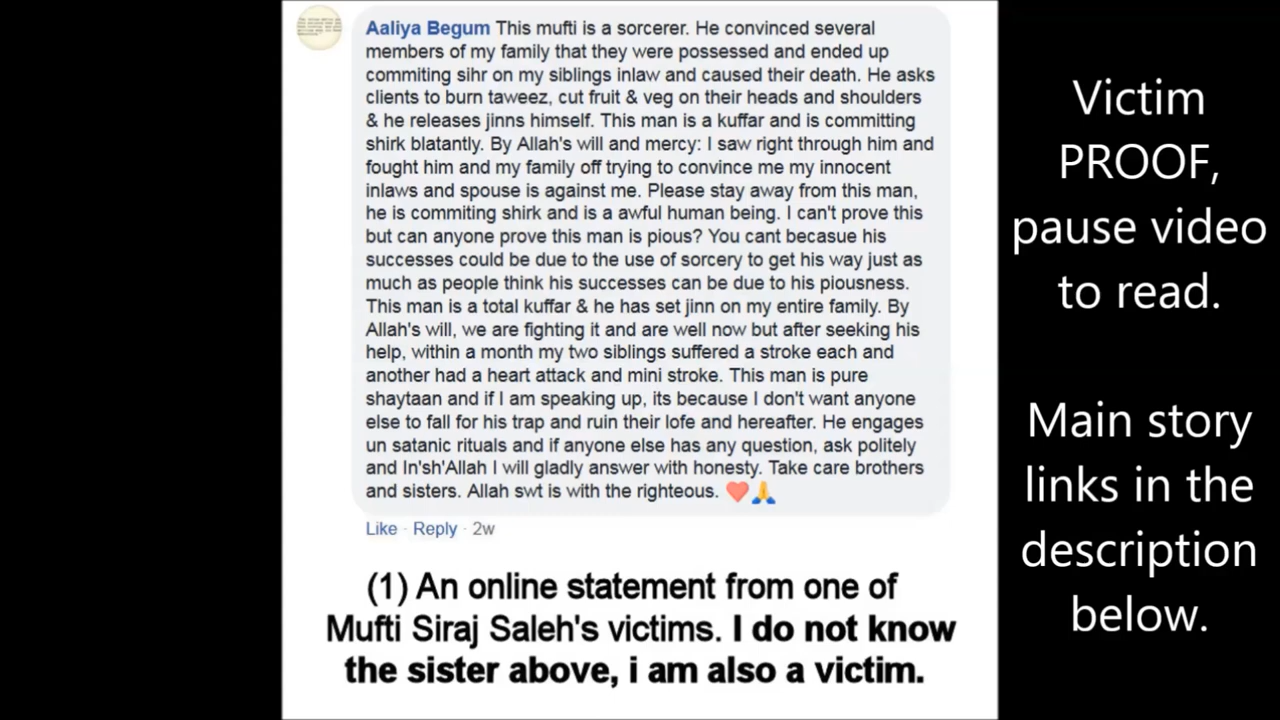 Aaliya Begum This mufti is a sorcerer. He convinced several
members of my family that they were possessed and ended up
commiting sihr on my siblings inlaw and caused their death. He asks
clients to burn taweez, cut fruit & veg on their heads and shoulders
& he releases jinns himself. This man is a kuffar and is committing
shirk blatantly. By Allah's will and mercy: I saw right through him and
fought him and my family off trying to convince me my innocent
inlaws and spouse is against me. Please stay away from this man,
he is commiting shirk and is a awful human being. I can't prove this
but can anyone prove this man is pious? You cant becasue his
successes could be due to the use of sorcery to get his way just as
much as people think his successes can be due to his piousness.
This man is a total kuffar & he has set jinn on my entire family. By
Allah's will, we are fighting it and are well now but after seeking his
help, within a month my two siblings suffered a stroke each and
another had a heart attack and mini stroke. This man is pure
shaytaan and if I am speaking up, its because I don't want anyone
else to fall for his trap and ruin their lofe and hereafter. He engages
un satanic rituals and if anyone else has any question, ask politely
and In'sh'Allah I will gladly answer with honesty. Take care brothers
and sisters. Allah swt is with the righteous. ❤️🙏
Like · Reply · 2w
(1) An online statement from one of
Mufti Siraj Saleh's victims. I do not know
the sister above, i am also a victim.
Victim
PROOF,
pause video
to read.
Main story
links in the
description
below.